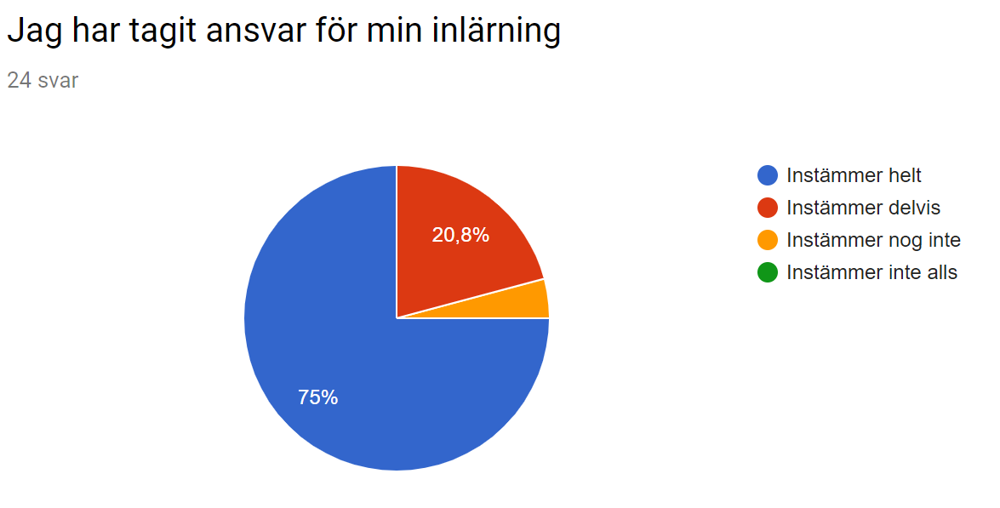 Jag har tagit ansvar för min inlärning
24 svar
20,8%
75%
Instämmer helt
Instämmer delvis
Instämmer nog inte
Instämmer inte alls